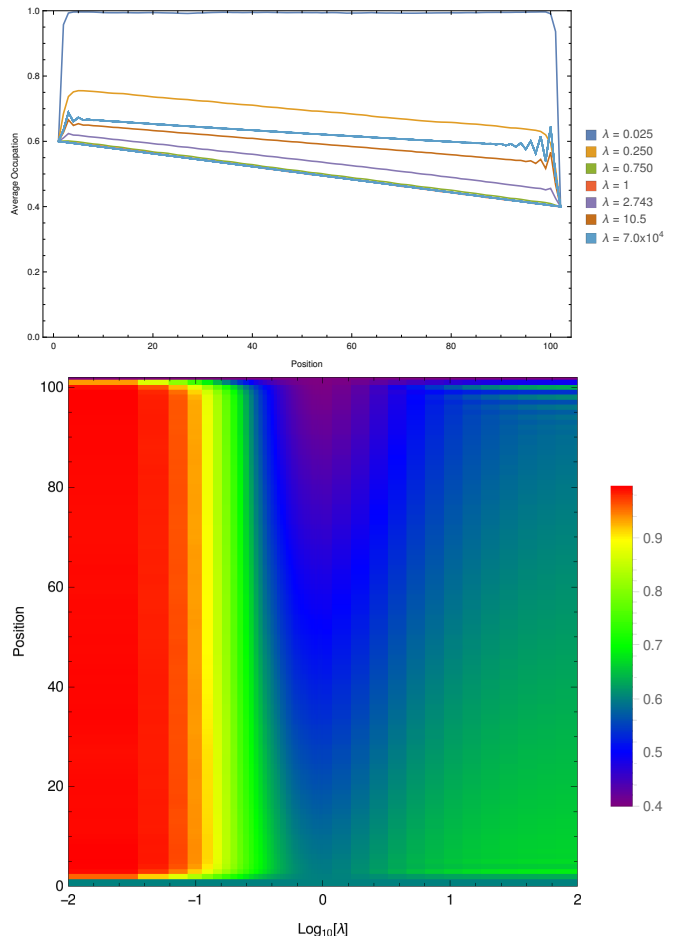 1.0
0.8
0.6
0.4
0.2
0.0
Average Occupation
0 20 40 60 80 100
Position
λ = 0.025
λ = 0.250
λ = 0.750
λ = 1
λ = 2.743
λ = 10.5
λ = 7.0x10⁴
100
80
60
40
20
0
Position
−2 −1 0 1 2
Log₁₀[λ]
0.9
0.8
0.7
0.6
0.5
0.4